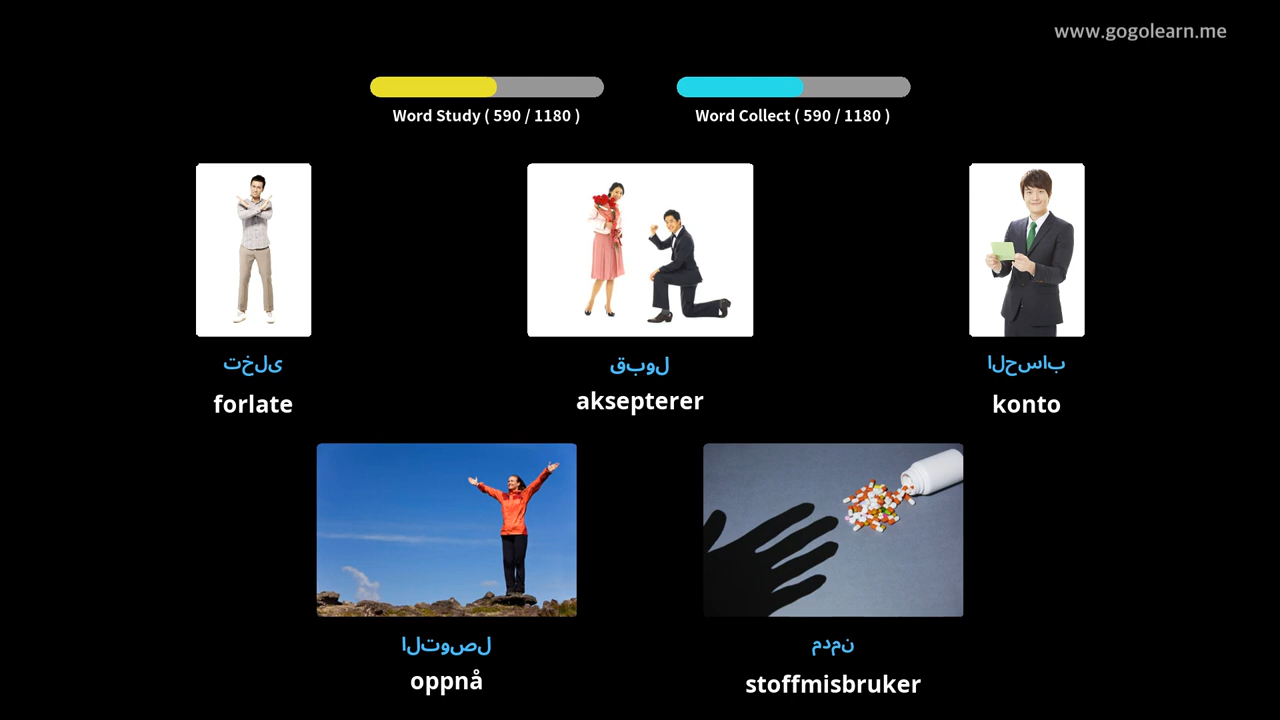 www.gogolearn.me
Word Study ( 590 / 1180 )
Word Collect ( 590 / 1180 )
تخلى
قبول
الحساب
forlate
aksepterer
konto
التوصل
مدمن
oppnå
stoffmisbruker